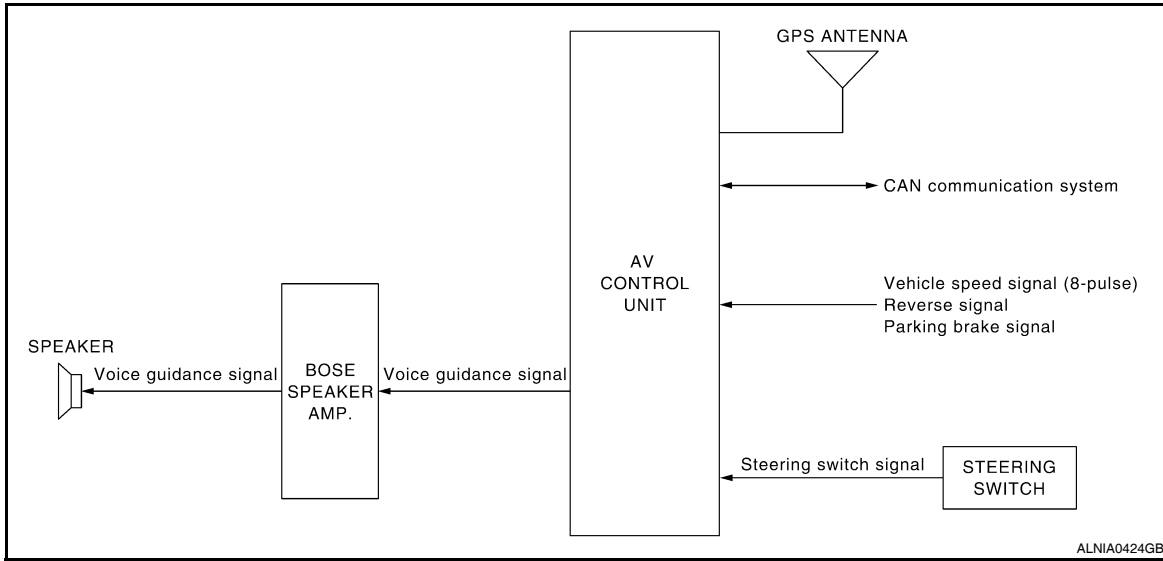 GPS ANTENNA
CAN communication system
AV
CONTROL
UNIT
Vehicle speed signal (8-pulse)
Reverse signal
Parking brake signal
SPEAKER
Voice guidance signal
BOSE
SPEAKER
AMP.
Voice guidance signal
Steering switch signal
STEERING
SWITCH
ALNIA0424GB